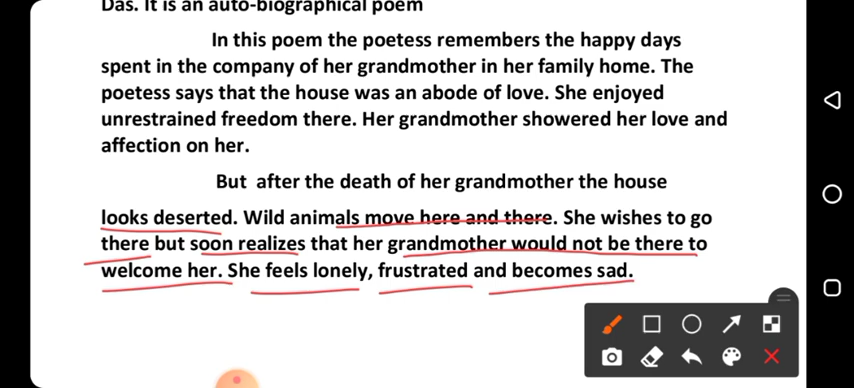 Das. It is an auto-biographical poem
In this poem the poetess remembers the happy days
spent in the company of her grandmother in her family home. The
poetess says that the house was an abode of love. She enjoyed
unrestrained freedom there. Her grandmother showered her love and
affection on her.
But after the death of her grandmother the house
looks deserted. Wild animals move here and there. She wishes to go
there but soon realizes that her grandmother would not be there to
welcome her. She feels lonely, frustrated and becomes sad.